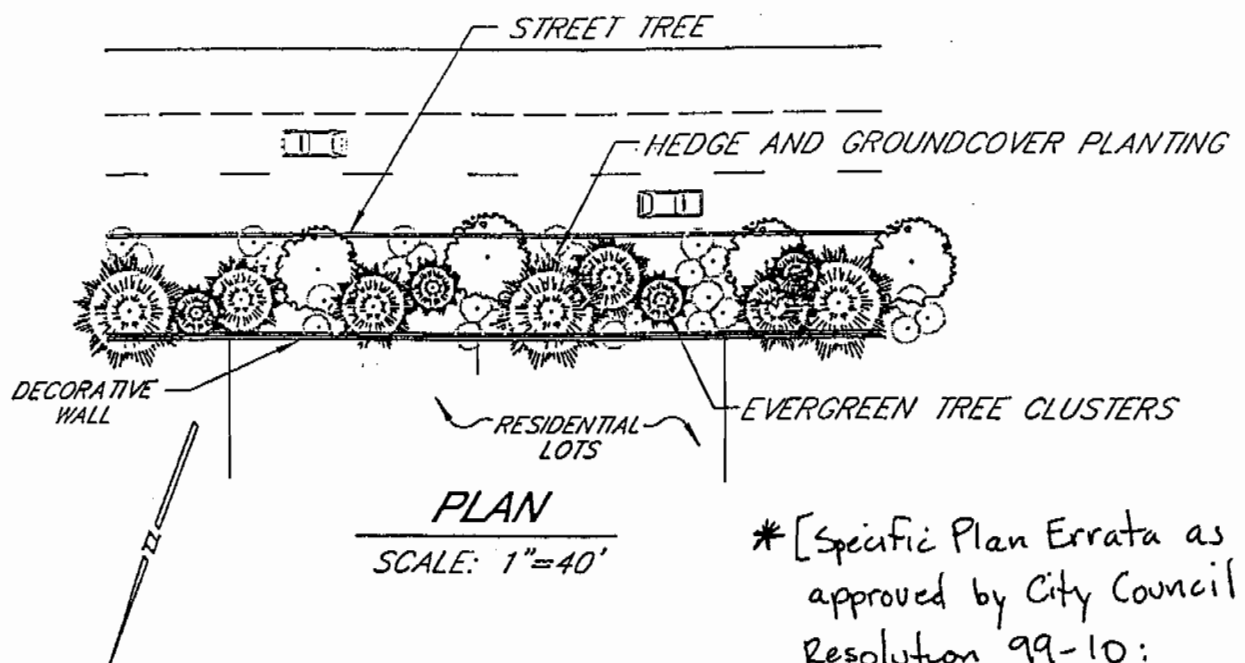 STREET TREE
HEDGE AND GROUNDCOVER PLANTING
DECORATIVE
WALL
RESIDENTIAL
LOTS
EVERGREEN TREE CLUSTERS
PLAN
SCALE: 1"=40'
* [Specific Plan Errata as
approved by City Council
Resolution 99-10: